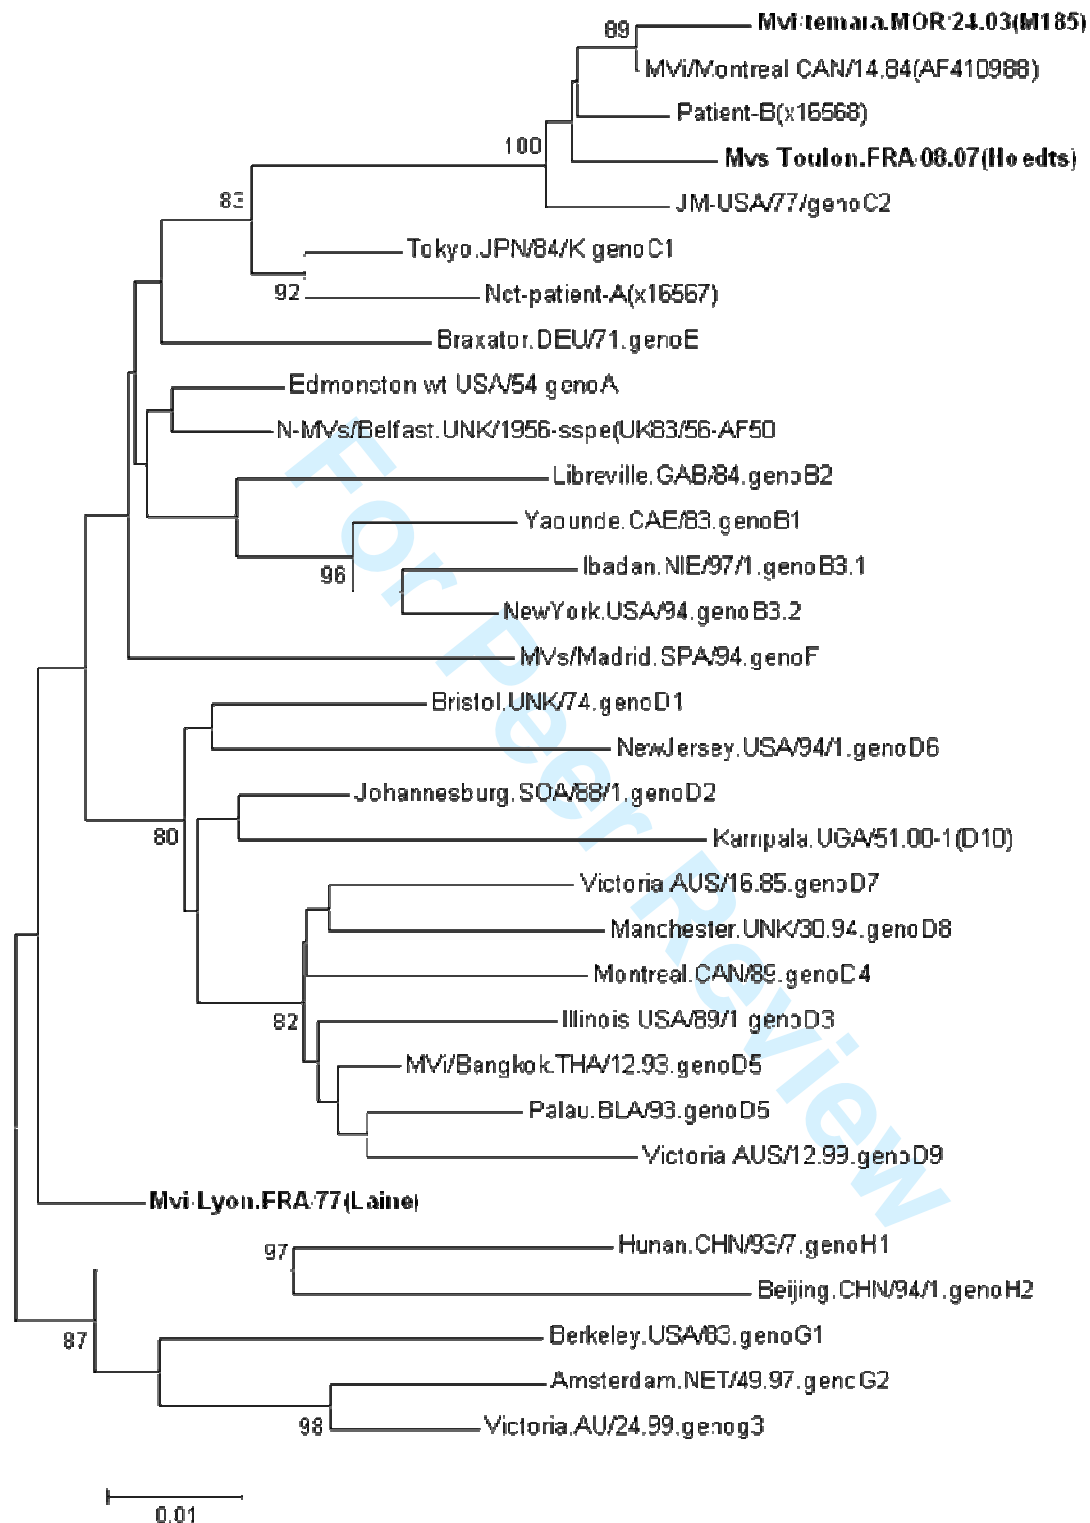 89
Mvi temara.MOR 24.03(M185)
MVi/Montreal CAN/14.84(AF410988)
Patient-B(x16568)
100
Mvs Toulon.FRA 08.07(Hoedts)
83
JM-USA/77/genoC2
Tokyo.JPN/84/K genoC1
92
Nct-patient-A(x16567)
Braxator.DEU/71.genoE
Edmonston wt USA/54 genoA
N-MVs/Belfast.UNK/1956-sspe(UK83/56-AF50
Libreville.GAB/84.genoB2
Yaounde.CAE/83.genoB1
96
Ibadan.NIE/97/1.genoB3.1
NewYork.USA/94.genoB3.2
MVs/Madrid.SPA/94.genoF
Bristol.UNK/74.genoD1
NewJersey.USA/94/1.genoD6
Johannesburg.SOA/88/1.genoD2
80
Kampala.UGA/51.00-1(D10)
Victoria AUS/16.85.genoD7
Manchester.UNK/30.94.genoD8
Montreal.CAN/89.genoD4
82
Illinois USA/89/1 genoD3
MVi/Bangkok.THA/12.93.genoD5
Palau.BLA/93.genoD5
Victoria AUS/12.99.genoD9
Mvi Lyon.FRA 77(Laine)
97
Hunan.CHN/93/7.genoH1
Beijing.CHN/94/1.genoH2
87
Berkeley.USA/83.genoG1
Amsterdam.NET/49.97.genoG2
98
Victoria.AU/24.99.genog3
0.01
For Peer Review